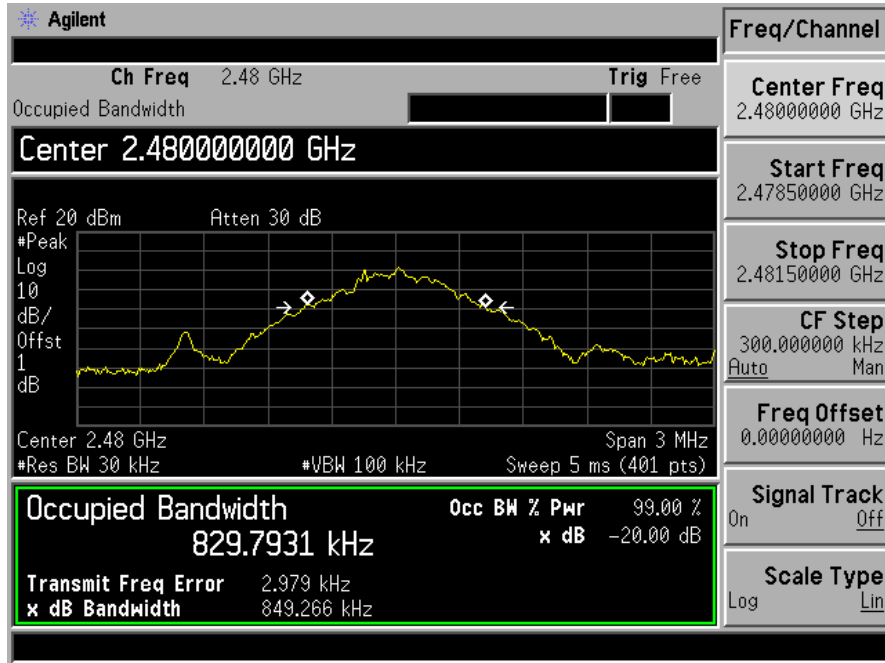 Agilent
Freq/Channel
Ch Freq 2.48 GHz Trig Free
Occupied Bandwidth
Center 2.480000000 GHz
Ref 20 dBm Atten 30 dB
#Peak
Log
10
dB/
Offst
1
dB
Center 2.48 GHz Span 3 MHz
#Res BW 30 kHz #VBW 100 kHz Sweep 5 ms (401 pts)
Occupied Bandwidth
829.7931 kHz
Occ BW % Pwr 99.00 %
x dB -20.00 dB
Transmit Freq Error 2.979 kHz
x dB Bandwidth 849.266 kHz
Center Freq
2.48000000 GHz
Start Freq
2.47850000 GHz
Stop Freq
2.48150000 GHz
CF Step
300.000000 kHz
Auto Man
Freq Offset
0.00000000 Hz
Signal Track
On Off
Scale Type
Log Lin